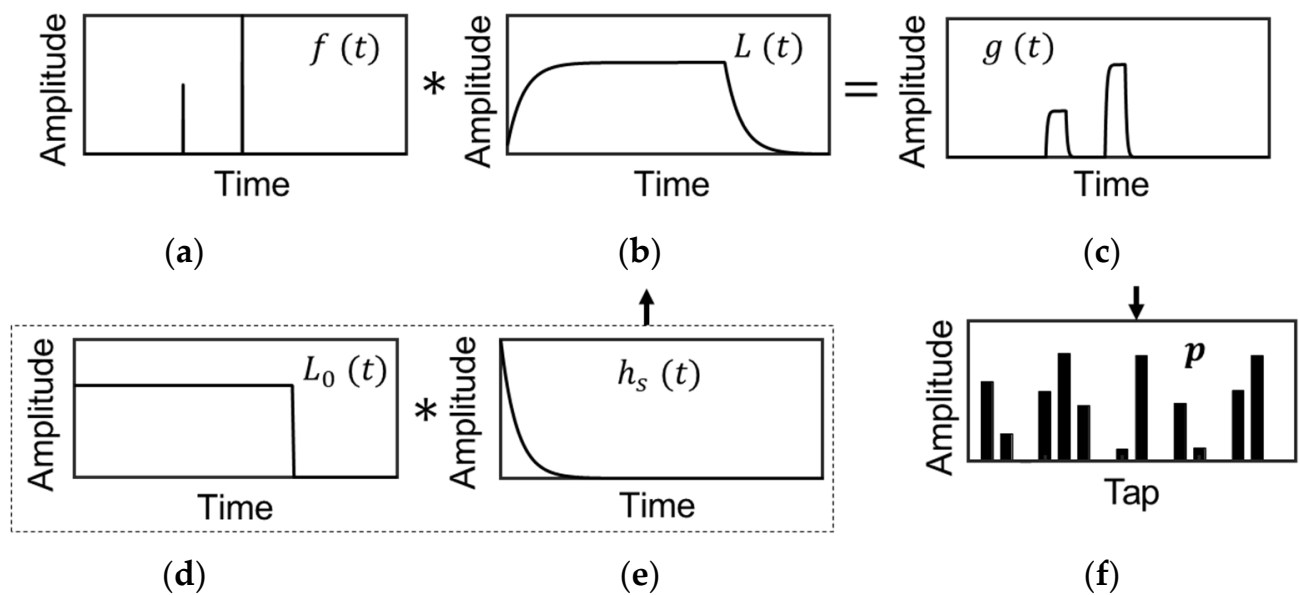 Amplitude
f (t)
Time
(a)
*
Amplitude
L (t)
Time
(b)
=
Amplitude
g (t)
Time
(c)
Amplitude
L₀ (t)
Time
(d)
*
Amplitude
hₛ (t)
Time
(e)
Amplitude
p
Tap
(f)